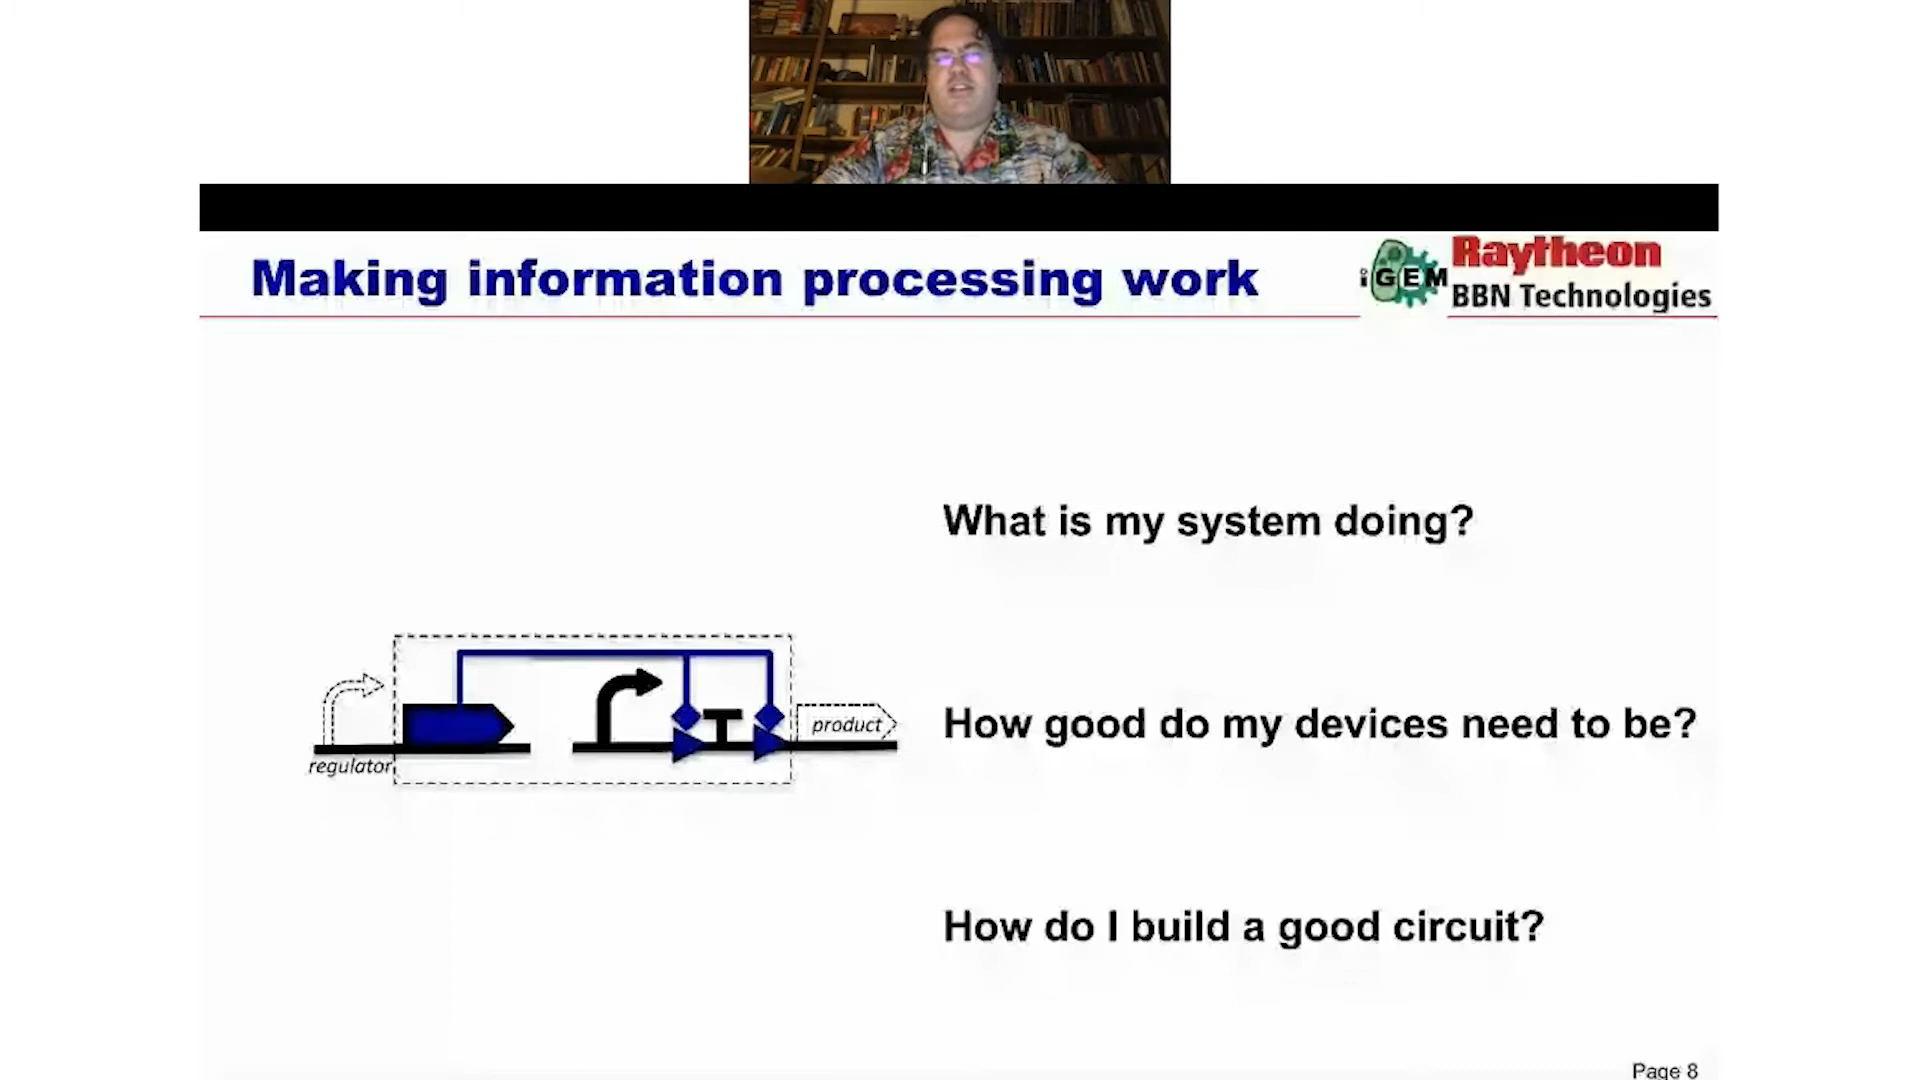 Making information processing work
iGEM
Raytheon
BBN Technologies
What is my system doing?
regulator
product
How good do my devices need to be?
How do I build a good circuit?
Page 8